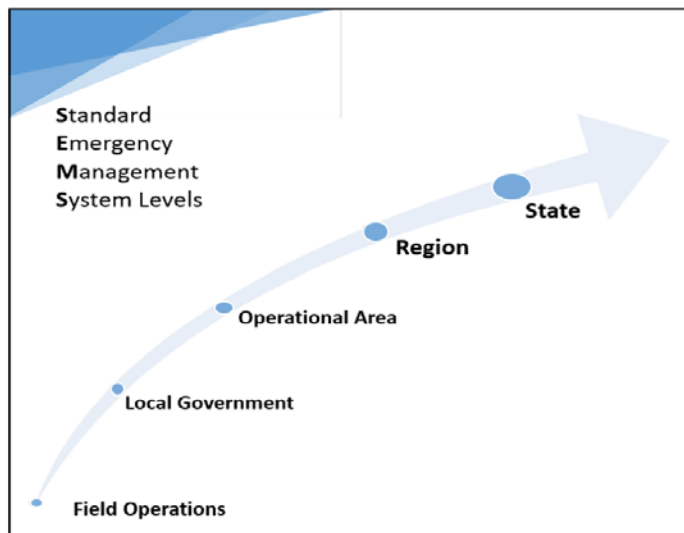 Standard
Emergency
Management
System Levels
State
Region
Operational Area
Local Government
Field Operations